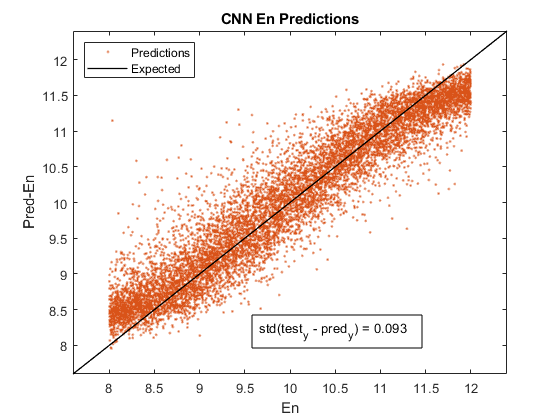 CNN En Predictions
Predictions
Expected
12
11.5
11
10.5
10
9.5
9
8.5
8
Pred-En
std(test_y - pred_y) = 0.093
8 8.5 9 9.5 10 10.5 11 11.5 12
En